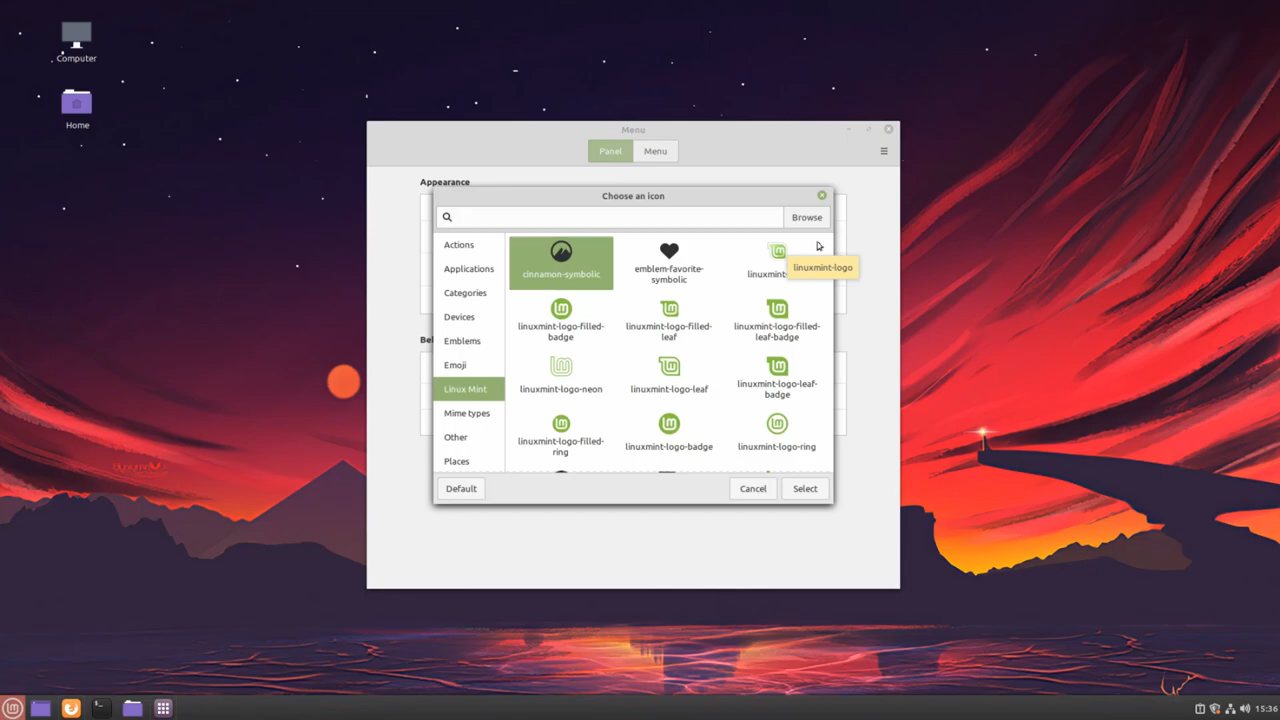 Computer
Home
Menu
Panel
Menu
Appearance
Choose an icon
Browse
Actions
Applications
Categories
Devices
Emblems
Emoji
Linux Mint
Mime types
Other
Places
cinnamon-symbolic
emblem-favorite-
symbolic
linuxmint-
linuxmint-logo
linuxmint-logo-filled-
badge
linuxmint-logo-filled-
leaf
linuxmint-logo-filled-
leaf-badge
linuxmint-logo-neon
linuxmint-logo-leaf
linuxmint-logo-leaf-
badge
linuxmint-logo-filled-
ring
linuxmint-logo-badge
linuxmint-logo-ring
Default
Cancel
Select
15:36